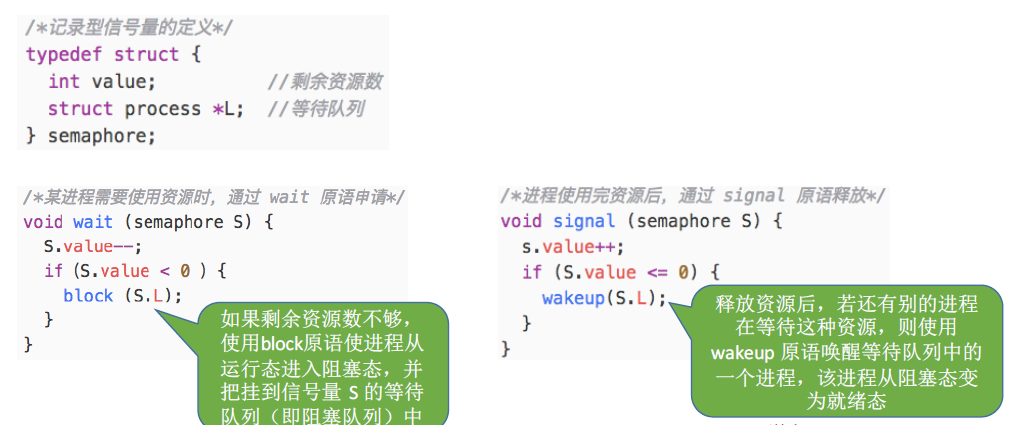 /*记录型信号量的定义*/
typedef struct {
int value; //剩余资源数
struct process *L; //等待队列
} semaphore;
/*某进程需要使用资源时，通过 wait 原语申请*/
void wait (semaphore S) {
S.value--;
if (S.value < 0 ) {
block (S.L);
}
}
如果剩余资源数不够，
使用block原语使进程从
运行态进入阻塞态，并
把挂到信号量 S 的等待
队列（即阻塞队列）中
/*进程使用完资源后，通过 signal 原语释放*/
void signal (semaphore S) {
s.value++;
if (S.value <= 0) {
wakeup(S.L);
}
}
释放资源后，若还有别的进程
在等待这种资源，则使用
wakeup 原语唤醒等待队列中的
一个进程，该进程从阻塞态变
为就绪态